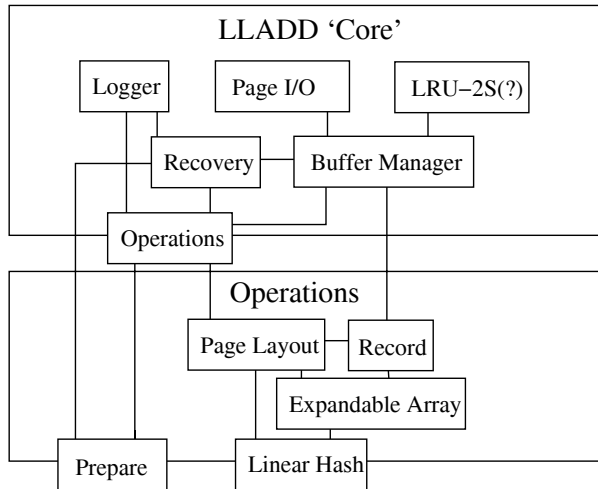 LLADD ‘Core’
Logger
Page I/O
LRU−2S(?)
Recovery
Buffer Manager
Operations
Operations
Page Layout
Record
Expandable Array
Prepare
Linear Hash